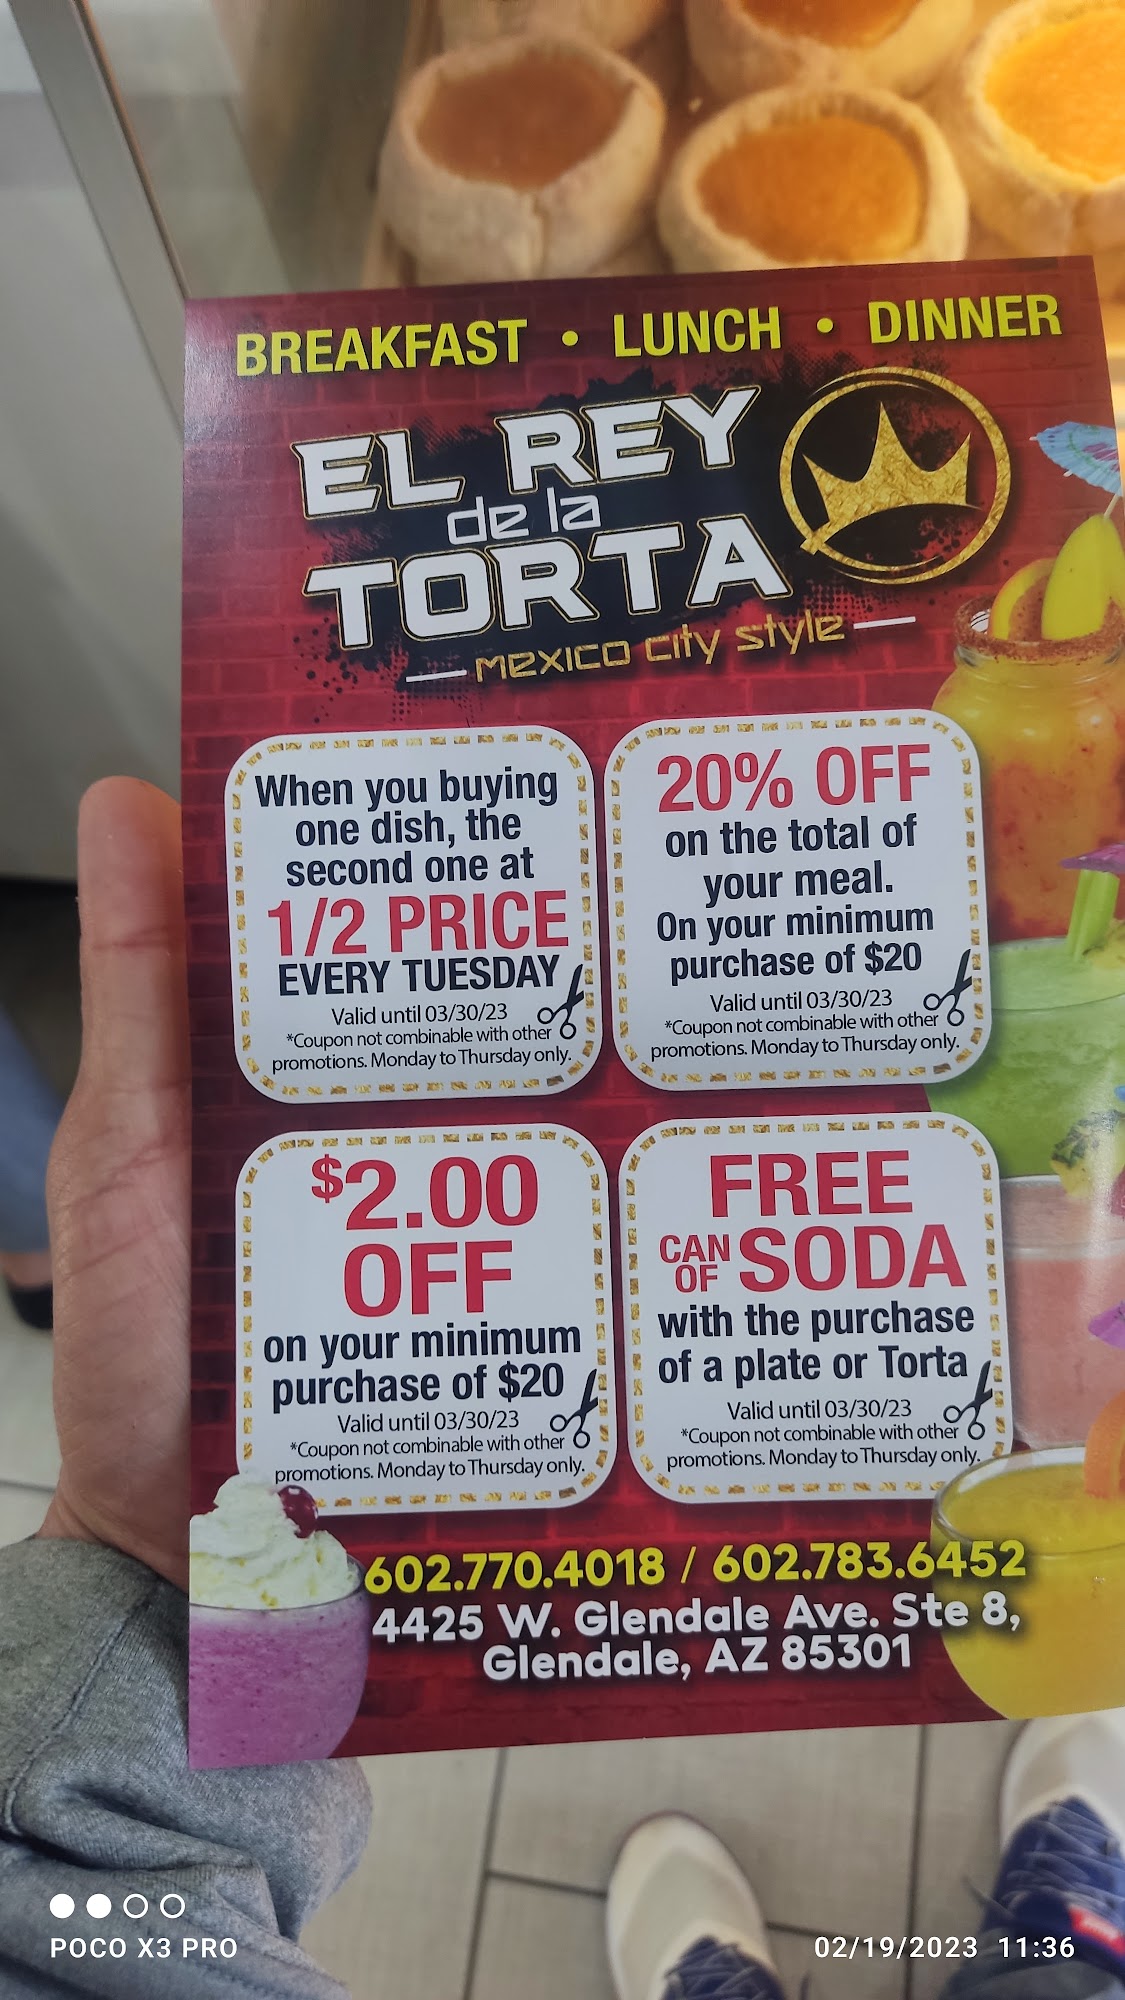 BREAKFAST • LUNCH • DINNER
EL REY
de la
TORTA
MEXICO CITY STYLE
When you buying
one dish, the
second one at
1/2 PRICE
EVERY TUESDAY
Valid until 03/30/23
*Coupon not combinable with other
promotions. Monday to Thursday only.
20% OFF
on the total of
your meal.
On your minimum
purchase of $20
Valid until 03/30/23
*Coupon not combinable with other
promotions. Monday to Thursday only.
$2.00
OFF
on your minimum
purchase of $20
Valid until 03/30/23
*Coupon not combinable with other
promotions. Monday to Thursday only.
FREE
CAN OF SODA
with the purchase
of a plate or Torta
Valid until 03/30/23
*Coupon not combinable with other
promotions. Monday to Thursday only.
602.770.4018 / 602.783.6452
4425 W. Glendale Ave. Ste 8,
Glendale, AZ 85301
POCO X3 PRO
02/19/2023 11:36